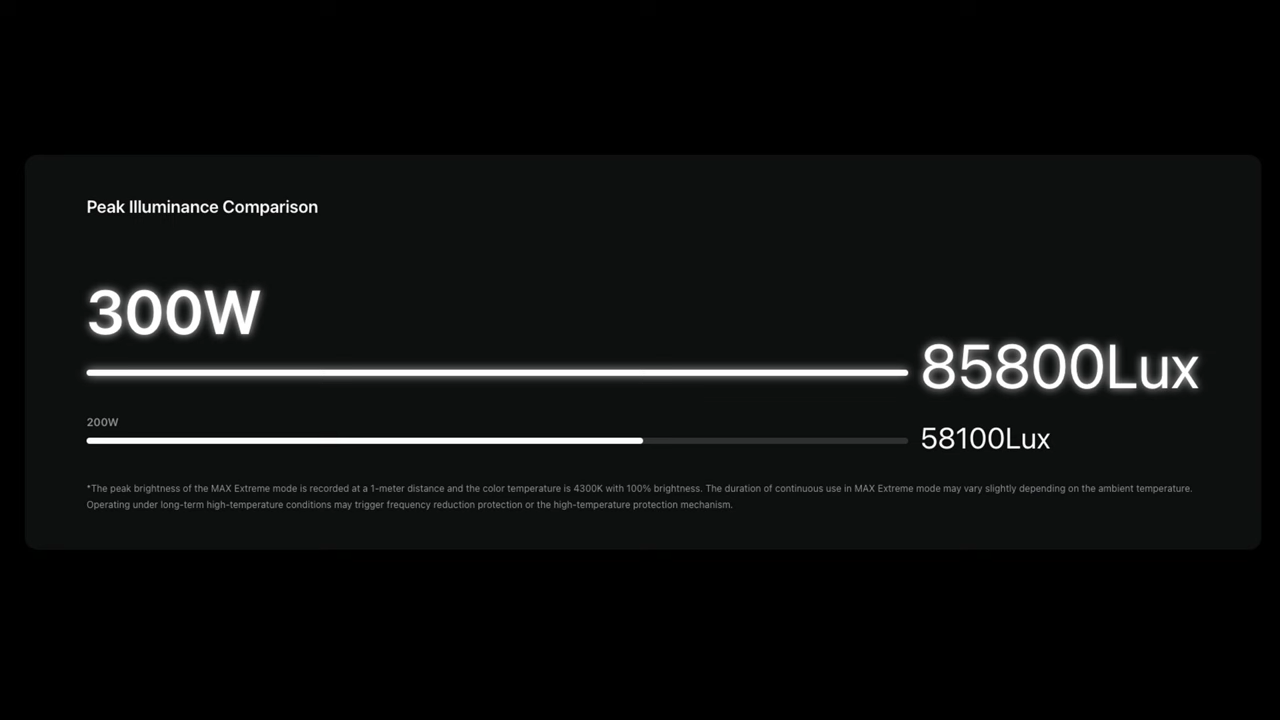 Peak Illuminance Comparison
300W
85800Lux
200W
58100Lux
*The peak brightness of the MAX Extreme mode is recorded at a 1-meter distance and the color temperature is 4300K with 100% brightness. The duration of continuous use in MAX Extreme mode may vary slightly depending on the ambient temperature.
Operating under long-term high-temperature conditions may trigger frequency reduction protection or the high-temperature protection mechanism.